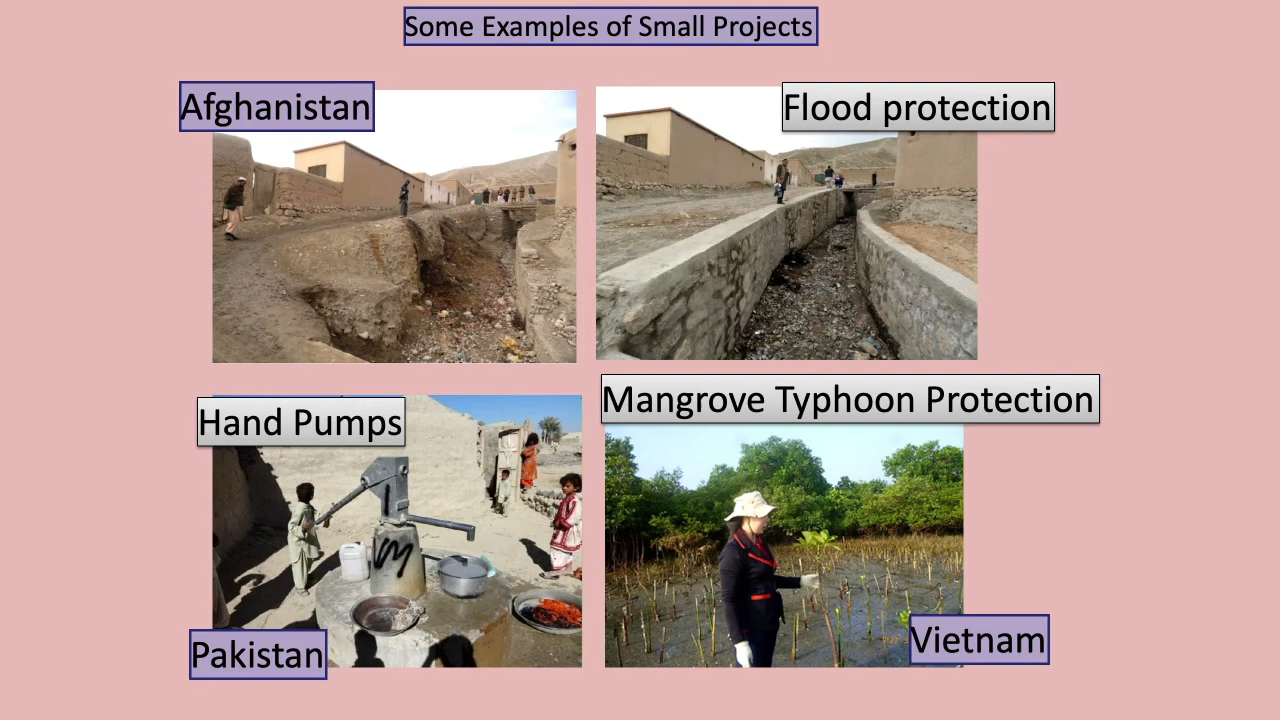 Some Examples of Small Projects
Afghanistan
Flood protection
Hand Pumps
Mangrove Typhoon Protection
Pakistan
Vietnam